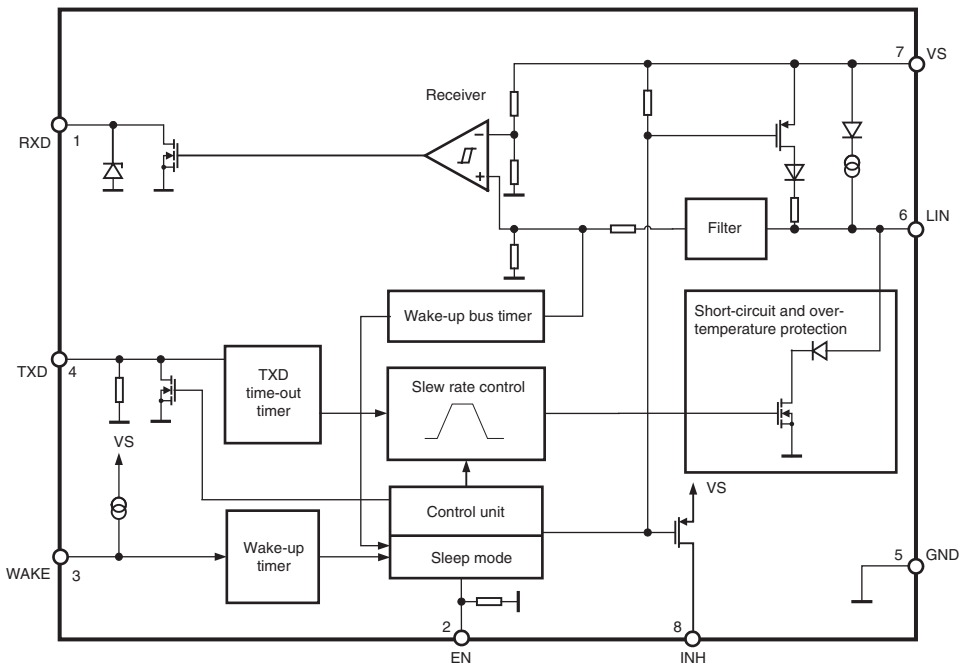 7
VS
Receiver
RXD
1
-
+
6
LIN
Filter
Short-circuit and over-
temperature protection
Wake-up bus timer
TXD
4
TXD
time-out
timer
Slew rate control
VS
VS
Control unit
Sleep mode
Wake-up
timer
WAKE
3
5
GND
2
EN
8
INH